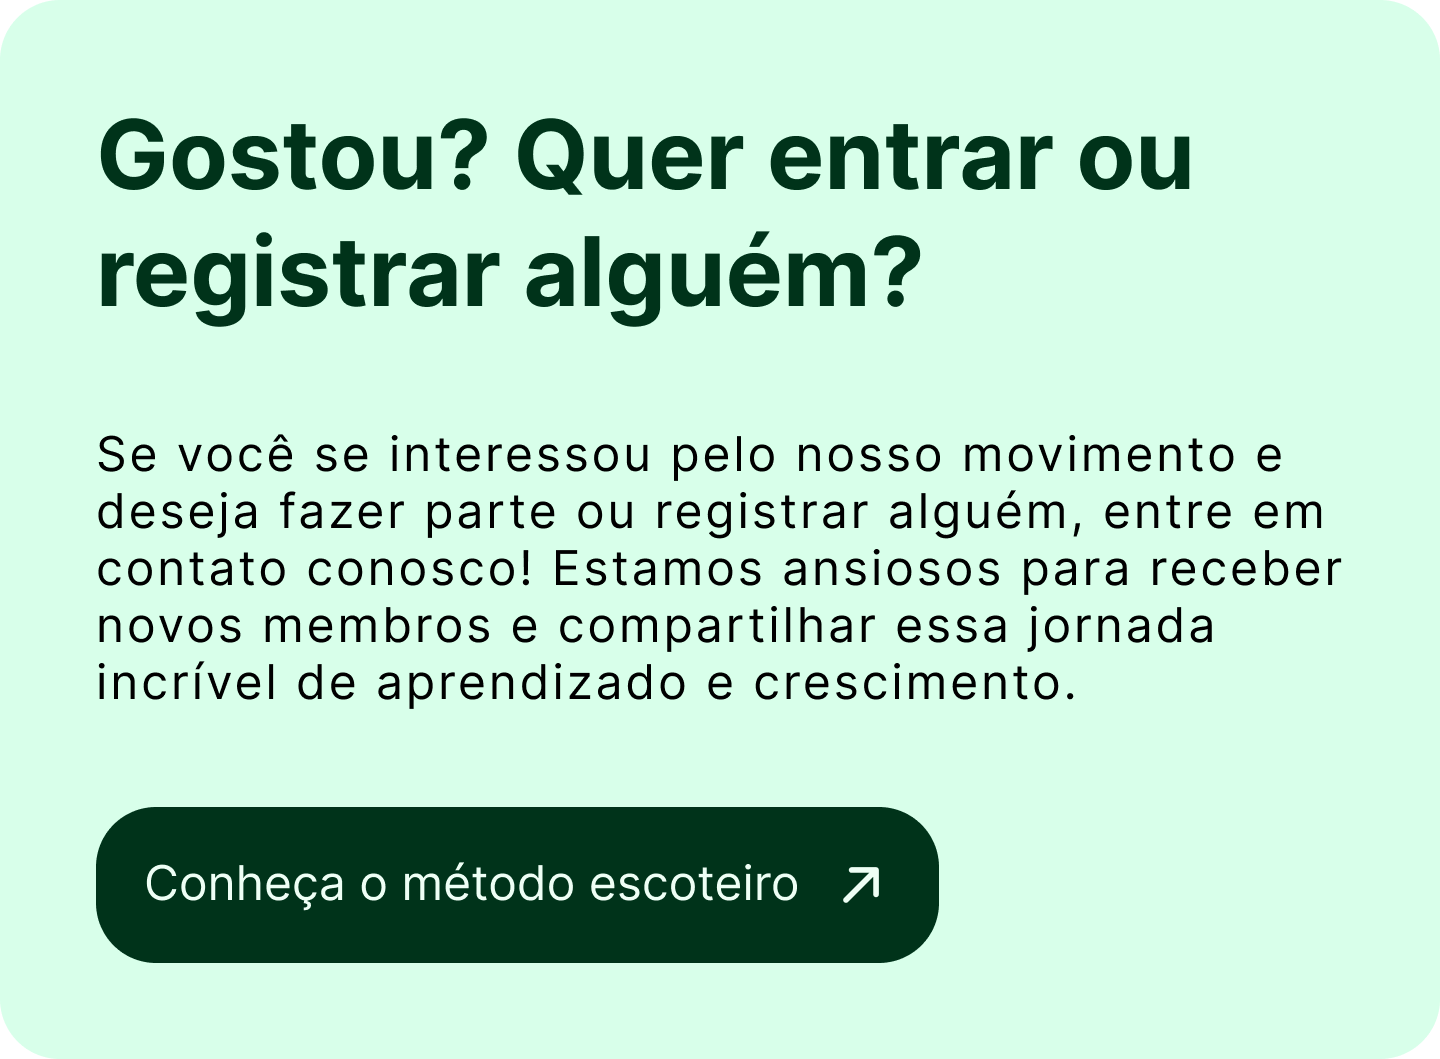 Gostou? Quer entrar ou
registrar alguém?
Se você se interessou pelo nosso movimento e
deseja fazer parte ou registrar alguém, entre em
contato conosco! Estamos ansiosos para receber
novos membros e compartilhar essa jornada
incrível de aprendizado e crescimento.
Conheça o método escoteiro